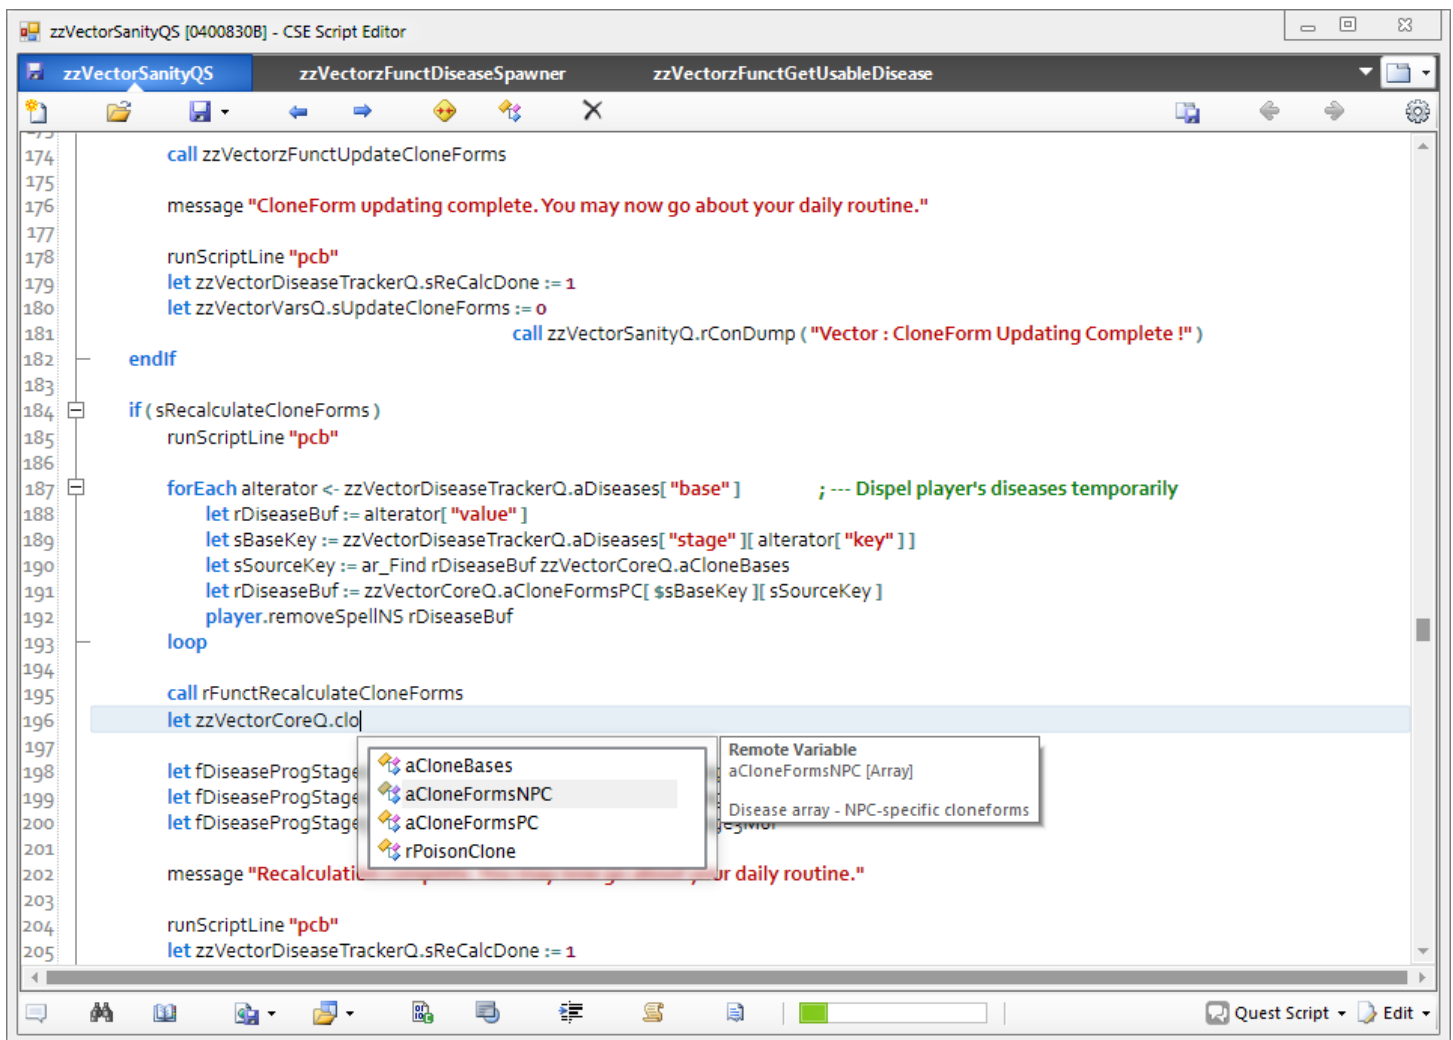 zzVectorSanityQS [0400830B] - CSE Script Editor
zzVectorSanityQS zzVectorzFunctDiseaseSpawner zzVectorzFunctGetUsableDisease
174 call zzVectorzFunctUpdateCloneForms
175
176 message "CloneForm updating complete. You may now go about your daily routine."
177
178 runScriptLine "pcb"
179 let zzVectorDiseaseTrackerQ.sReCalcDone := 1
180 let zzVectorVarsQ.sUpdateCloneForms := 0
181 call zzVectorSanityQ.rConDump ( "Vector : CloneForm Updating Complete !" )
182 endIf
183
184 if ( sRecalculateCloneForms )
185 runScriptLine "pcb"
186
187 forEach aIterator <- zzVectorDiseaseTrackerQ.aDiseases[ "base" ] ; --- Dispel player's diseases temporarily
188 let rDiseaseBuf := aIterator[ "value" ]
189 let sBaseKey := zzVectorDiseaseTrackerQ.aDiseases[ "stage" ][ aIterator[ "key" ] ]
190 let sSourceKey := ar_Find rDiseaseBuf zzVectorCoreQ.aCloneBases
191 let rDiseaseBuf := zzVectorCoreQ.aCloneFormsPC[ $sBaseKey ][ sSourceKey ]
192 player.removeSpellNS rDiseaseBuf
193 loop
194
195 call rFunctRecalculateCloneForms
196 let zzVectorCoreQ.clo
197
198 let fDiseaseProgStage
199 let fDiseaseProgStage
200 let fDiseaseProgStage
aCloneBases
aCloneFormsNPC
aCloneFormsPC
rPoisonClone
Remote Variable
aCloneFormsNPC [Array]
Disease array - NPC-specific cloneforms
201
202 message "Recalculati your daily routine."
203
204 runScriptLine "pcb"
205 let zzVectorDiseaseTrackerQ.sReCalcDone := 1
Quest Script Edit